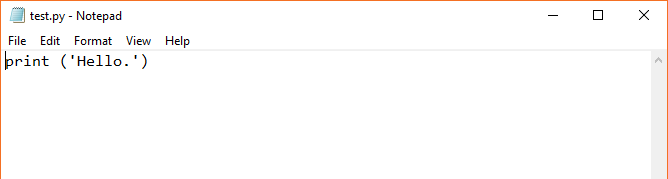 test.py - Notepad
File Edit Format View Help
print ('Hello.')